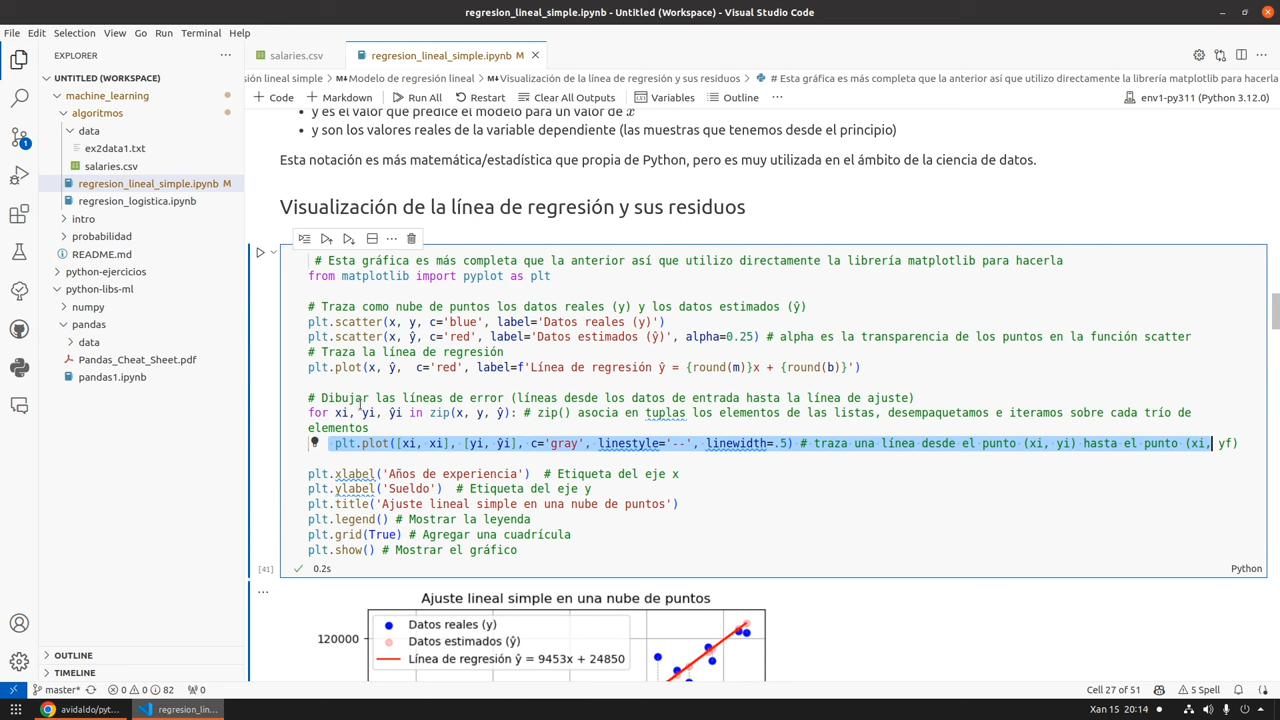 regresion_lineal_simple.ipynb - Untitled (Workspace) - Visual Studio Code
File Edit Selection View Go Run Terminal Help
EXPLORER
UNTITLED (WORKSPACE)
machine_learning
algoritmos
data
ex2data1.txt
salaries.csv
regresion_lineal_simple.ipynb M
regresion_logistica.ipynb
intro
probabilidad
README.md
python-ejercicios
python-libs-ml
numpy
pandas
data
Pandas_Cheat_Sheet.pdf
pandas1.ipynb
OUTLINE
TIMELINE
1
salaries.csv
regresion_lineal_simple.ipynb M
sión lineal simple > M↓Modelo de regresión lineal > M↓Visualización de la línea de regresión y sus residuos > # Esta gráfica es más completa que la anterior así que utilizo directamente la librería matplotlib para hacerla
+ Code + Markdown Run All Restart Clear All Outputs Variables Outline ...
env1-py311 (Python 3.12.0)
• ŷ es el valor que predice el modelo para un valor de x
• y son los valores reales de la variable dependiente (las muestras que tenemos desde el principio)
Esta notación es más matemática/estadística que propia de Python, pero es muy utilizada en el ámbito de la ciencia de datos.
Visualización de la línea de regresión y sus residuos
# Esta gráfica es más completa que la anterior así que utilizo directamente la librería matplotlib para hacerla
from matplotlib import pyplot as plt
# Traza como nube de puntos los datos reales (y) y los datos estimados (ŷ)
plt.scatter(x, y, c='blue', label='Datos reales (y)')
plt.scatter(x, ŷ, c='red', label='Datos estimados (ŷ)', alpha=0.25) # alpha es la transparencia de los puntos en la función scatter
# Traza la línea de regresión
plt.plot(x, ŷ,  c='red', label=f'Línea de regresión ŷ = {round(m)}x + {round(b)}')
# Dibujar las líneas de error (líneas desde los datos de entrada hasta la línea de ajuste)
for xi, yi, ŷi in zip(x, y, ŷ): # zip() asocia en tuplas los elementos de las listas, desempaquetamos e iteramos sobre cada trío de
elementos
plt.plot([xi, xi], [yi, ŷi], c='gray', linestyle='--', linewidth=.5) # traza una línea desde el punto (xi, yi) hasta el punto (xi, yf)
plt.xlabel('Años de experiencia')  # Etiqueta del eje x
plt.ylabel('Sueldo')  # Etiqueta del eje y
plt.title('Ajuste lineal simple en una nube de puntos')
plt.legend() # Mostrar la leyenda
plt.grid(True) # Agregar una cuadrícula
plt.show() # Mostrar el gráfico
[41] ✓ 0.2s Python
...
Ajuste lineal simple en una nube de puntos
Datos reales (y)
Datos estimados (ŷ)
Línea de regresión ŷ = 9453x + 24850
120000
master* 0 0 82 0 Cell 27 of 51 5 Spell
avidaldo/pyt... regresion_lin... Xan 15 20:14